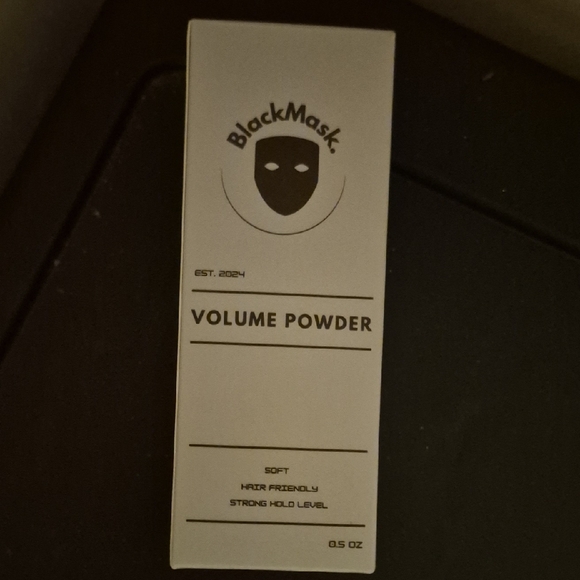 BlackMask.
EST. 2024
VOLUME POWDER
SOFT
HAIR FRIENDLY
STRONG HOLD LEVEL
0.5 OZ